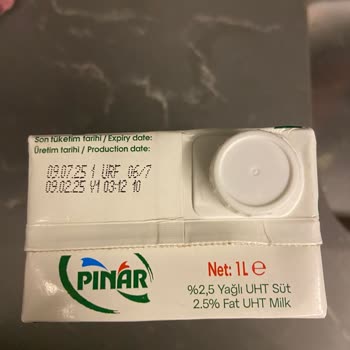 Son tüketim tarihi / Expiry date:
Üretim tarihi / Production date:
09.07.25 1 URF 06/7
09.02.25 V1 03:12 10
PINAR
Net: 1L ℮
%2,5 Yağlı UHT Süt
2.5% Fat UHT Milk